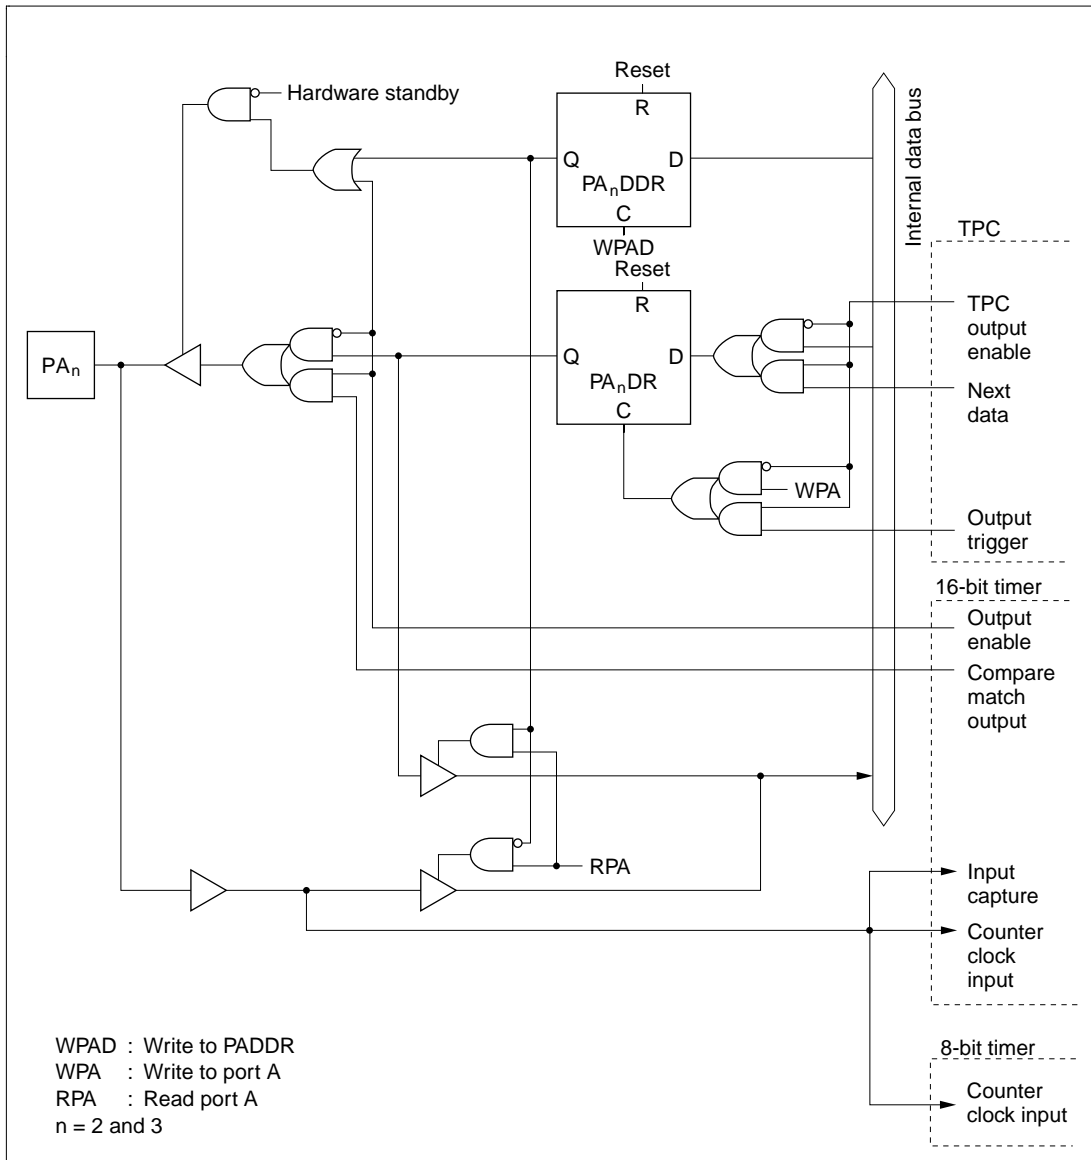 Reset
Hardware standby
R
Q
D
PAnDDR
C
WPAD
Internal data bus
TPC
Reset
R
TPC
output
enable
PAn
Q
D
PAnDR
C
Next
data
WPA
Output
trigger
16-bit timer
Output
enable
Compare
match
output
RPA
Input
capture
Counter
clock
input
WPAD : Write to PADDR
WPA : Write to port A
RPA : Read port A
n = 2 and 3
8-bit timer
Counter
clock input